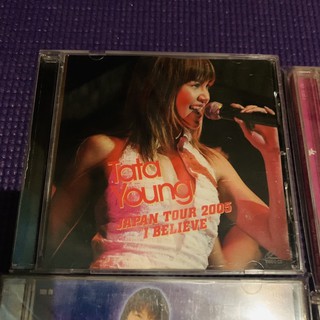 Tata
Young
JAPAN TOUR 2005
I BELIEVE